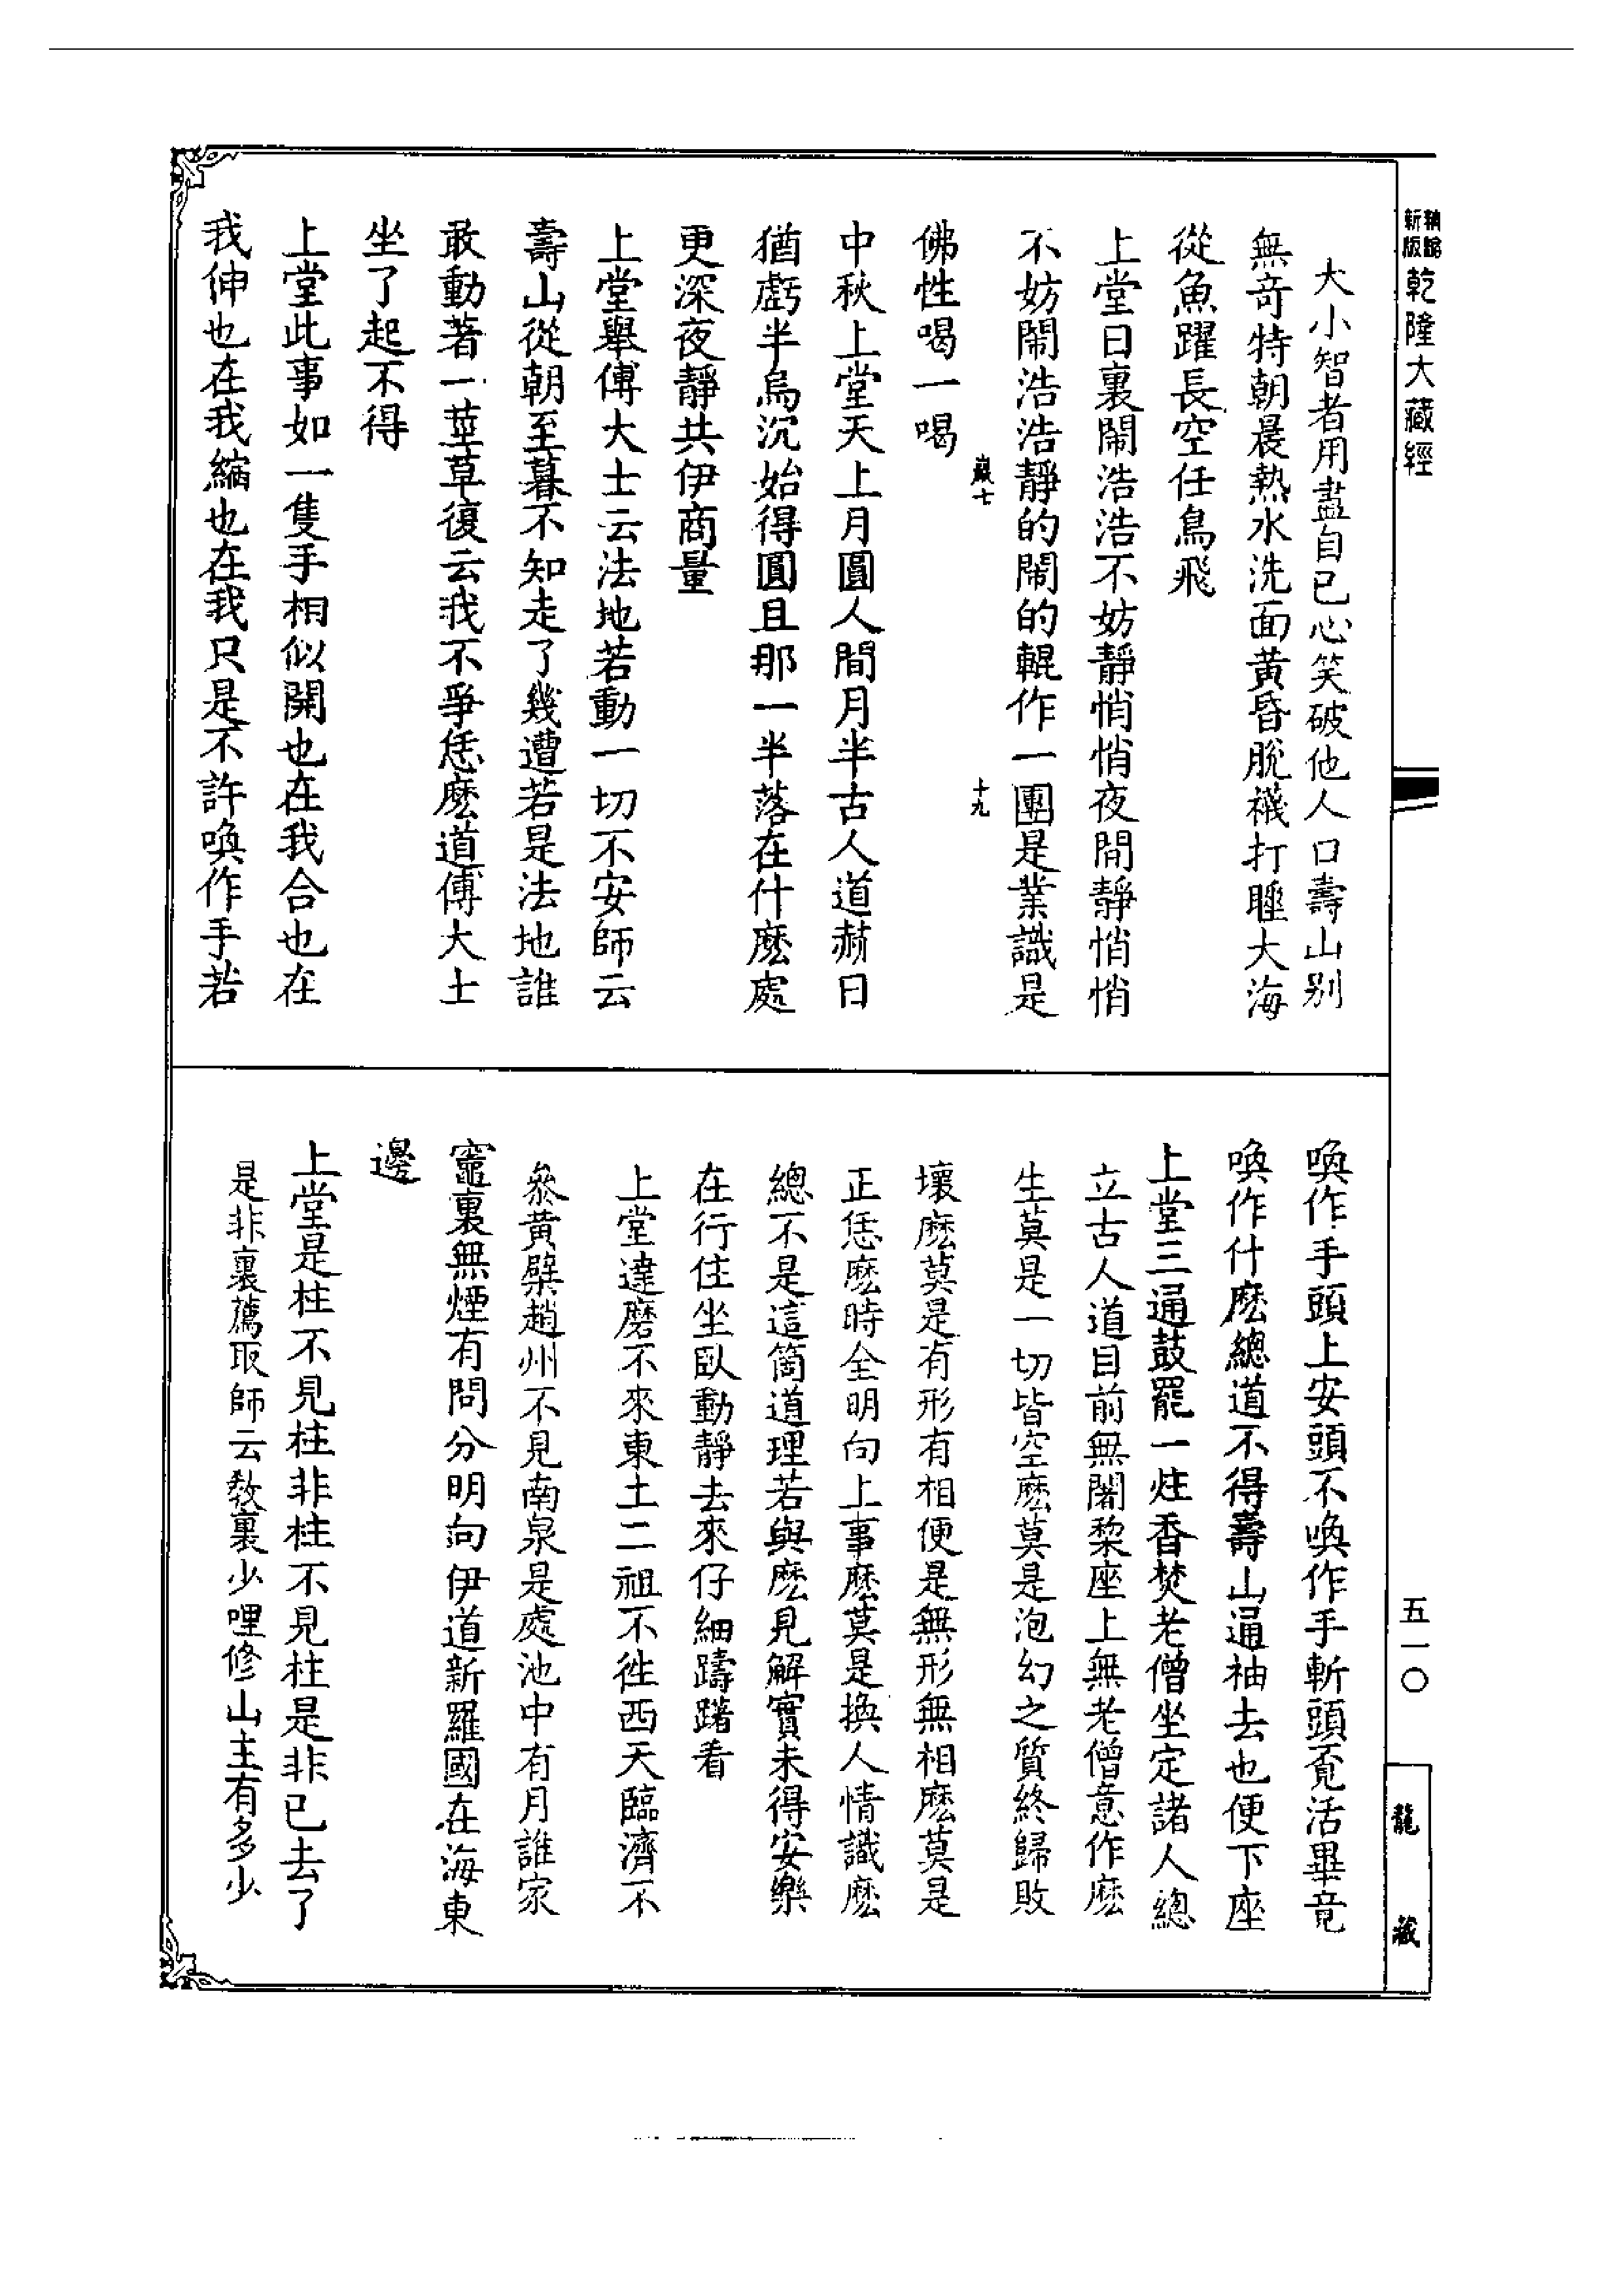 乾隆大藏經
大小智者用盡自己心笑破他人口壽山别
無奇特朝晨熱水洗面黃昏脫襪打睡大海
從魚躍長空任鳥飛
上堂日裏鬧浩浩不妨靜悄悄夜間靜悄悄
不妨鬧浩浩靜的鬧的輥作一團是業識是
巖七
十九
佛性喝一喝
中秋上堂天上月圓人間月半古人道赫日
猶虧半烏沉始得圓且那一半落在什麽處
更深夜靜共伊商量
上堂舉傅大士云法地若動一切不安師云
壽山從朝至暮不知走了幾遭若是法地誰
敢動著一莖草復云我不爭恁麽道傅大士
坐了起不得
上堂此事如一隻手相似開也在我合也在
我伸也在我縮也在我只是不許喚作手若
喚作手頭上安頭不喚作手斬頭覔活畢竟
喚作什麽總道不得壽山通袖去也便下座
上堂三通鼓罷一炷香焚老僧坐定諸人總
立古人道目前無闍黎座上無老僧意作麽
生莫是一切皆空麽莫是泡幻之質終歸敗
壞麽莫是有形有相便是無形無相麽莫是
正恁麽時全明向上事麽莫是換人情識麽
總不是這箇道理若與麽見解實未得安樂
在行住坐臥動靜去來仔細躊躇看
上堂達磨不來東土二祖不徃西天臨濟不
叅黃檗趙州不見南泉是處池中有月誰家
竈裏無煙有問分明向伊道新羅國在海東
邊
上堂是柱不見柱非柱不見柱是非已去了
是非裏薦取師云教裏少哩修山主有多少
五一〇
龍藏